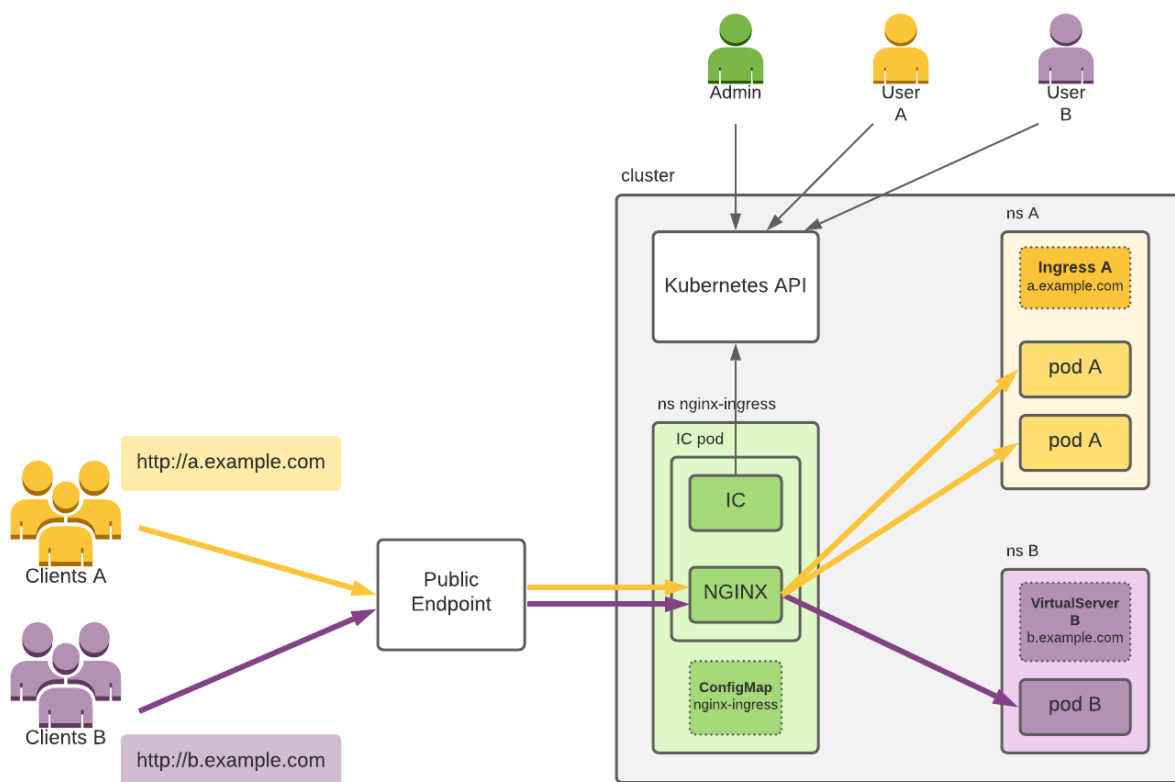 Admin
User
A
User
B
cluster
Kubernetes API
ns A
Ingress A
a.example.com
pod A
pod A
ns nginx-ingress
IC pod
IC
NGINX
ConfigMap
nginx-ingress
http://a.example.com
Clients A
Public
Endpoint
Clients B
http://b.example.com
ns B
VirtualServer
B
b.example.com
pod B